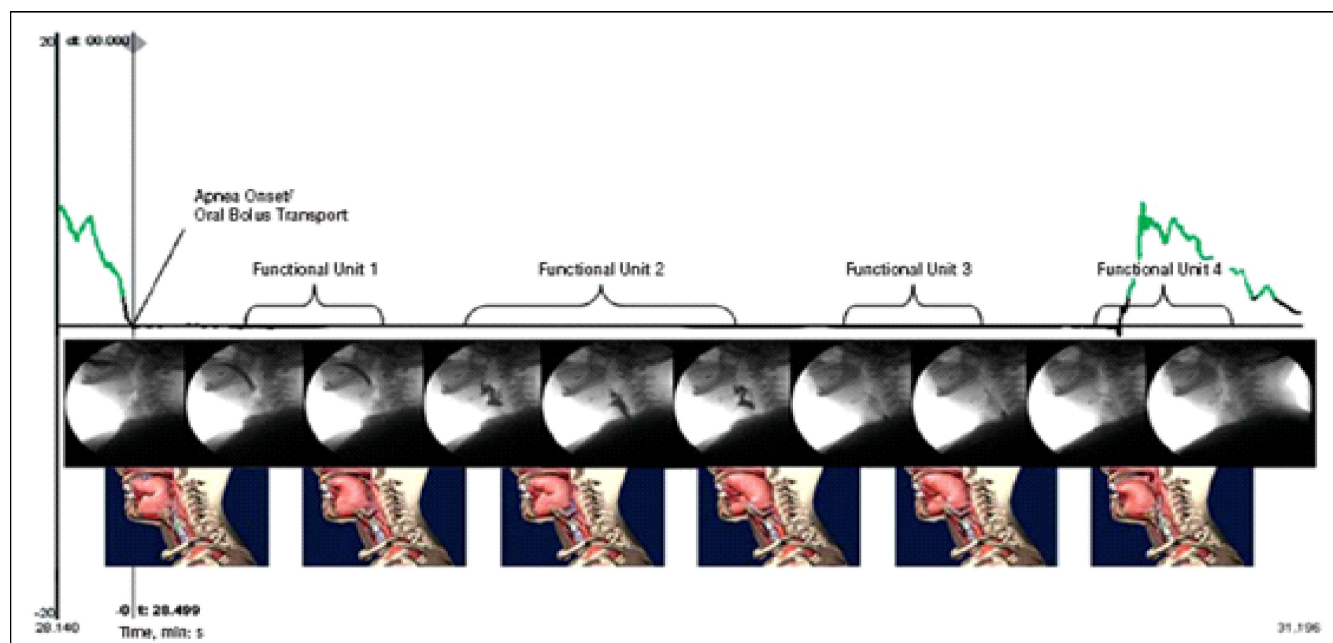 20
dt: 00.000
Apnea Onset/
Oral Bolus Transport
Functional Unit 1
Functional Unit 2
Functional Unit 3
Functional Unit 4
-20
-0 t: 28.499
28.140
Time, min: s
31.196